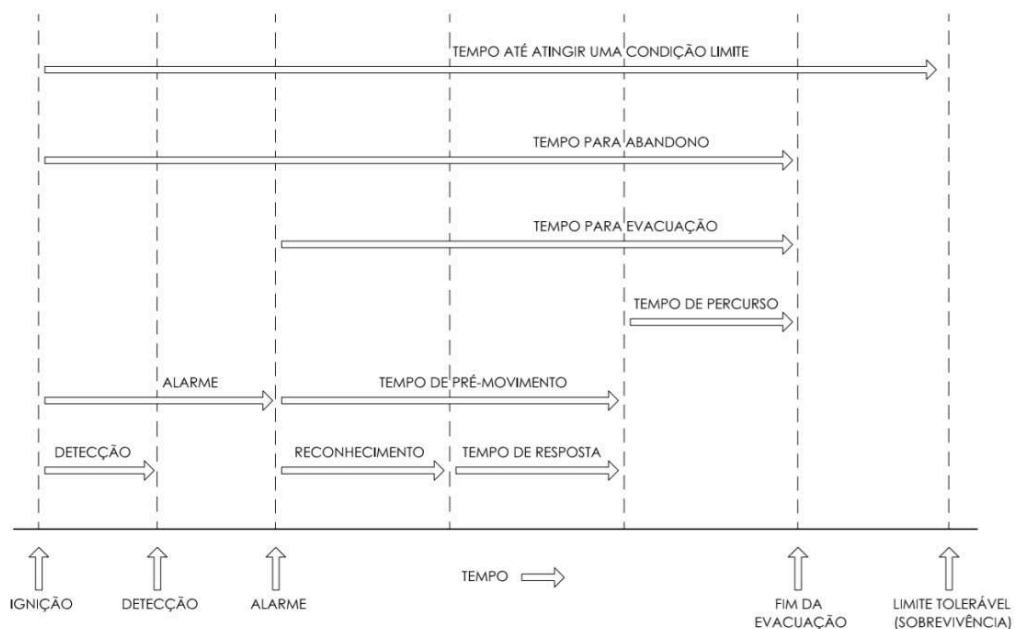 TEMPO ATÉ ATINGIR UMA CONDIÇÃO LIMITE
TEMPO PARA ABANDONO
TEMPO PARA EVACUAÇÃO
TEMPO DE PERCURSO
ALARME
TEMPO DE PRÉ-MOVIMENTO
DETECÇÃO
RECONHECIMENTO
TEMPO DE RESPOSTA
TEMPO
IGNIÇÃO
DETECÇÃO
ALARME
FIM DA
EVACUAÇÃO
LIMITE TOLERÁVEL
(SOBREVIVÊNCIA)